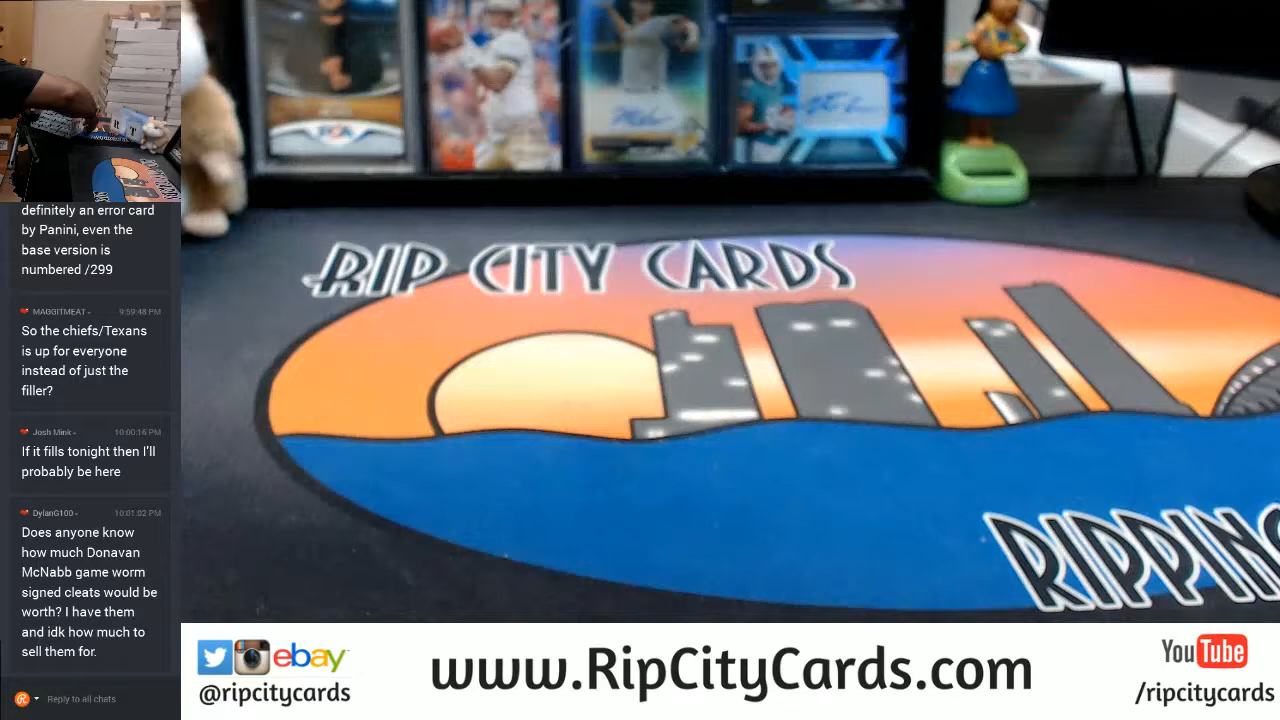 definitely an error card
by Panini, even the
base version is
numbered /299
MAGGITMEAT
9:59:48 PM
So the chiefs/Texans
is up for everyone
instead of just the
filler?
Josh Mink
10:00:16 PM
If it fills tonight then I'll
probably be here
DylanG100
10:01:02 PM
Does anyone know
how much Donavan
McNabb game worm
signed cleats would be
worth? I have them
and idk how much to
sell them for.
Reply to all chats
RIP CITY CARDS
RIPPING
ebay
@ripcitycards
www.RipCityCards.com
YouTube
/ripcitycards